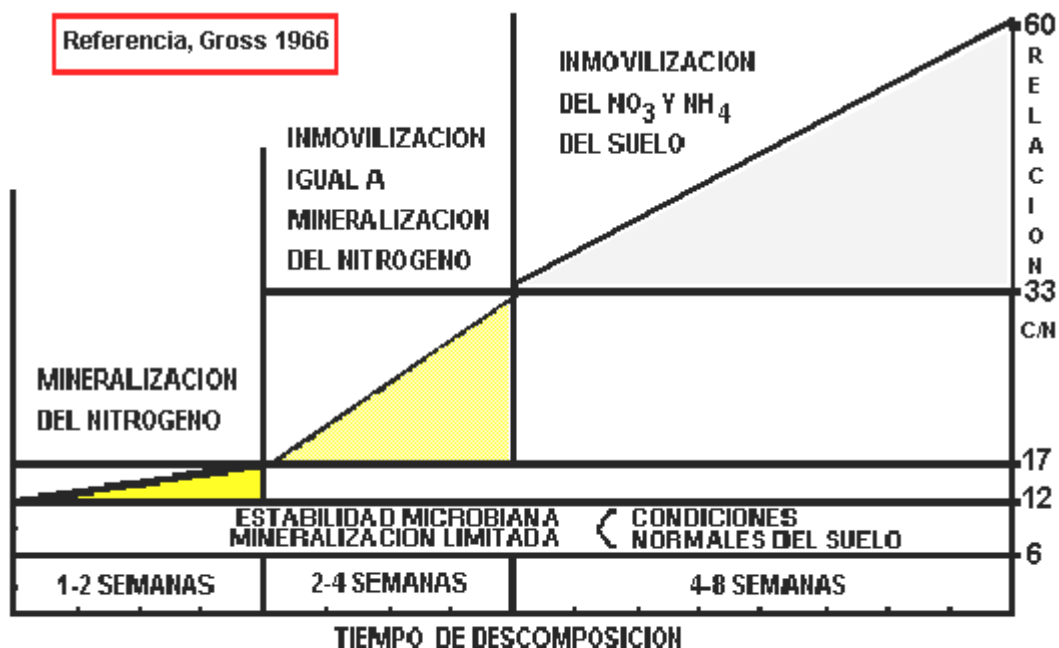 Referencia, Gross 1966
INMOVILIZACION
DEL NO3 Y NH4
DEL SUELO
INMOVILIZACION
IGUAL A
MINERALIZACION
DEL NITROGENO
MINERALIZACION
DEL NITROGENO
60
RELACION
33
C/N
17
12
6
ESTABILIDAD MICROBIANA
MINERALIZACION LIMITADA
CONDICIONES
NORMALES DEL SUELO
1-2 SEMANAS
2-4 SEMANAS
4-8 SEMANAS
TIEMPO DE DESCOMPOSICION